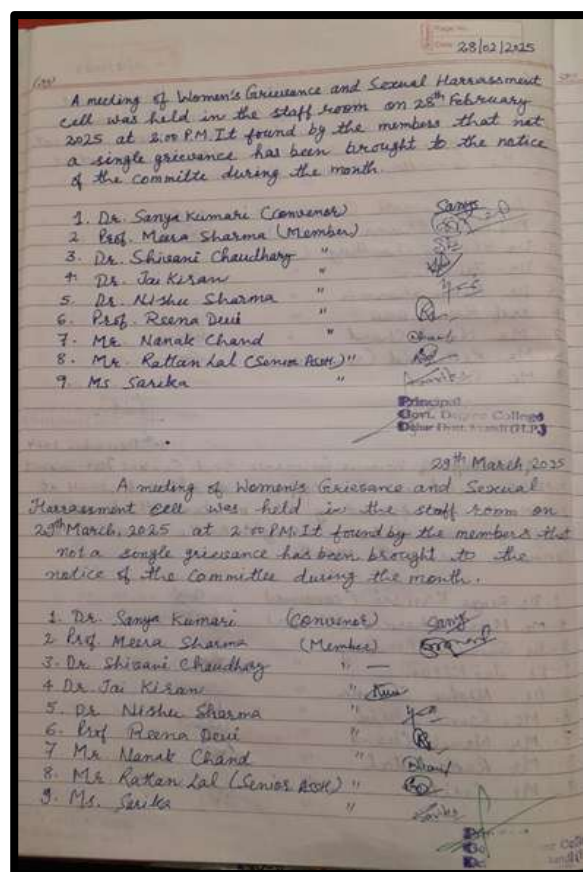 Page No.
Date 28/02/2025
A meeting of Women's Grievance and Sexual Harrassment
cell was held in the staff room on 28th February
2025 at 2:00 P.M. It found by the members that not
a single grievance has been brought to the notice
of the committe during the month.
1. Dr. Sanya Kumari (Convenor) Sanya
2 Prof. Meera Sharma (Member)
3. Dr. Shivani Chaudhary "
4. Dr. Jai Kiran "
5. Dr. Nishu Sharma "
6. Prof. Reena Devi "
7. Mr. Nanak Chand "
8. Mr. Rattan Lal (Senior Asstt.) "
9. Ms Sarika "
Principal
Govt. Degree College
29th March, 2025
A meeting of Women's Grievance and Sexual
Harrassment cell was held in the staff room on
29th March, 2025 at 2:00 P.M. It found by the members that
not a single grievance has been brought to the
notice of the Committee during the month.
1. Dr. Sanya Kumari (Convenor) Sanya
2 Prof. Meera Sharma (Member)
3. Dr. Shivani Chaudhary " —
4 Dr. Jai Kiran "
5. Dr Nishu Sharma "
6. Prof Reena Devi "
7 Mr Nanak Chand "
8. Mr Rattan Lal (Senior Asstt) "
9. Ms. Sarika "